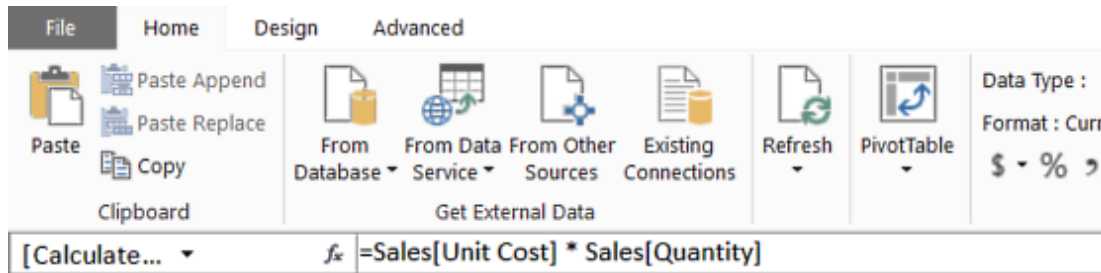 File Home Design Advanced
Paste Append
Paste Replace
Copy
Paste
Clipboard
From Database
From Data Service
From Other Sources
Existing Connections
Get External Data
Refresh
PivotTable
Data Type :
Format : Curr
$ % ,
[Calculate... fx =Sales[Unit Cost] * Sales[Quantity]